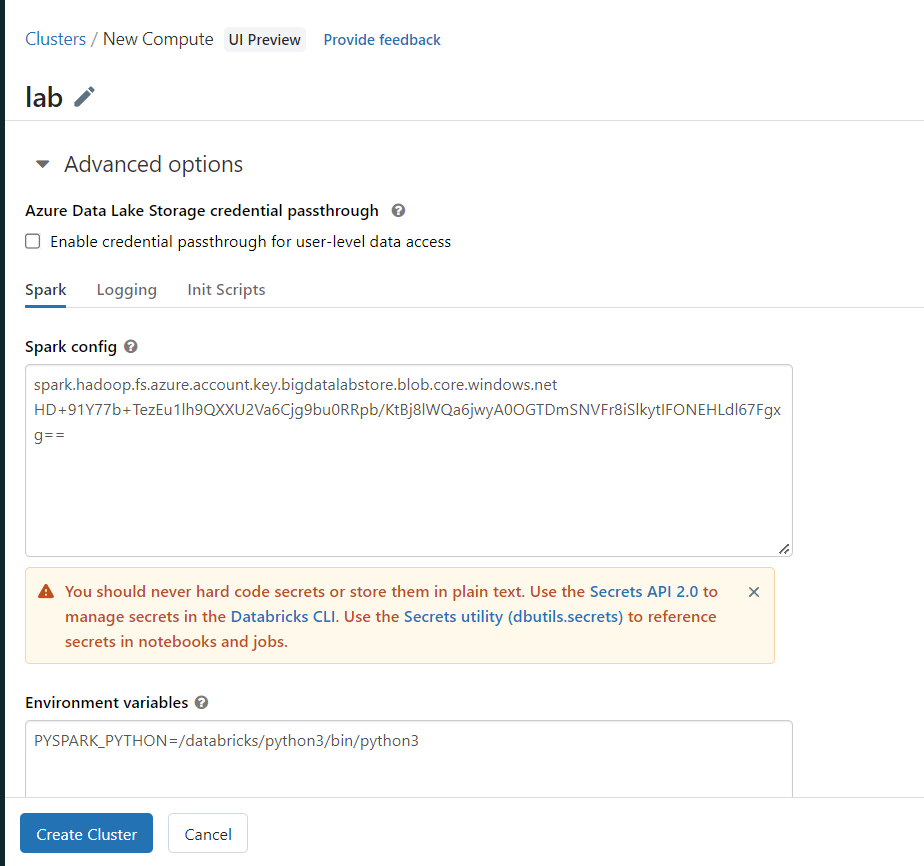 Clusters / New Compute UI Preview Provide feedback
lab
Advanced options
Azure Data Lake Storage credential passthrough
Enable credential passthrough for user-level data access
Spark Logging Init Scripts
Spark config
spark.hadoop.fs.azure.account.key.bigdatalabstore.blob.core.windows.net
HD+91Y77b+TezEu1lh9QXXU2Va6Cjg9bu0RRpb/KtBj8lWQa6jwyA0OGTDmSNVFr8iSlkytIFONEHLdl67Fgx
g==
You should never hard code secrets or store them in plain text. Use the Secrets API 2.0 to
manage secrets in the Databricks CLI. Use the Secrets utility (dbutils.secrets) to reference
secrets in notebooks and jobs.
Environment variables
PYSPARK_PYTHON=/databricks/python3/bin/python3
Create Cluster Cancel